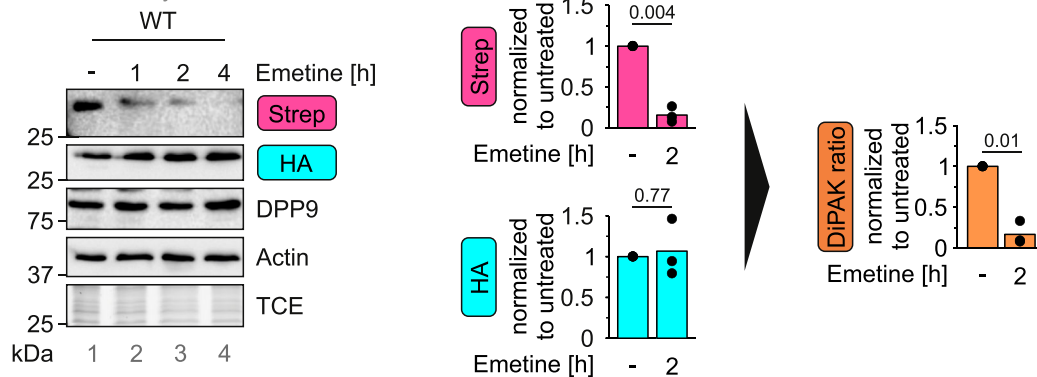 WT
- 1 2 4 Emetine [h]
Strep
25
HA
25
DPP9
75
Actin
37
TCE
25
kDa 1 2 3 4
Strep
normalized
to untreated
1.5
1
0.5
0
0.004
Emetine [h] - 2
HA
normalized
to untreated
1.5
1
0.5
0
0.77
Emetine [h] - 2
DiPAK ratio
normalized
to untreated
1.5
1
0.5
0
0.01
Emetine [h] - 2